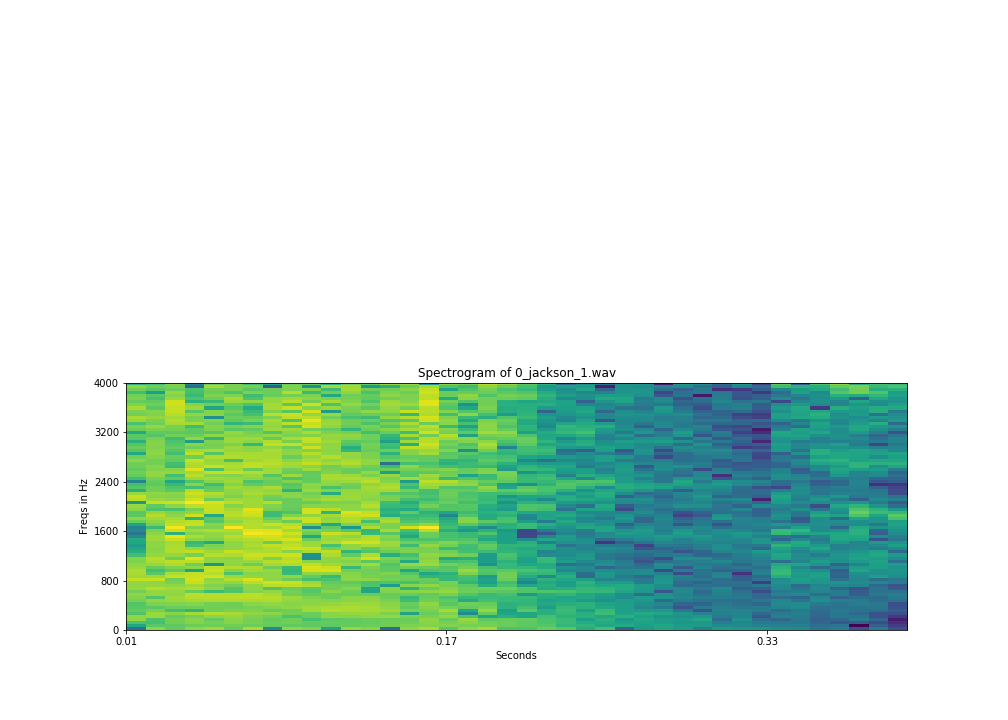 Spectrogram of 0_jackson_1.wav
Freqs in Hz
4000
3200
2400
1600
800
0
0.01 0.17 0.33
Seconds